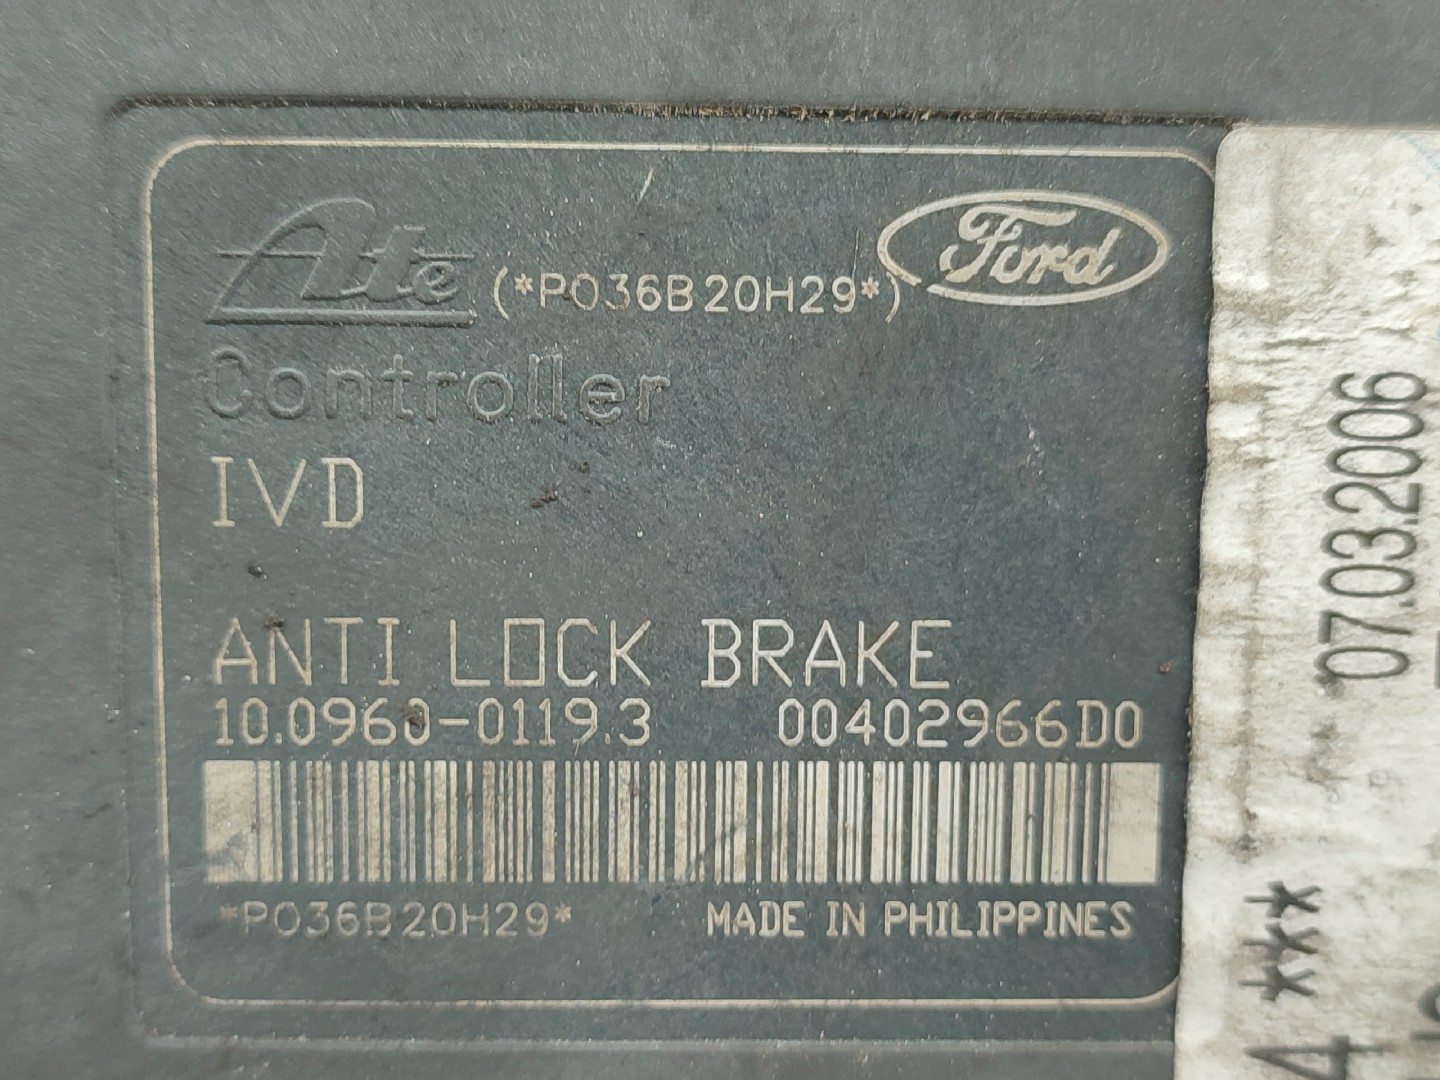 Ate (*P036B20H29*) Ford
Controller
IVD
ANTI LOCK BRAKE
10.0960-0119.3 00402966D0
*P036B20H29* MADE IN PHILIPPINES
07.03.2006
4 ***